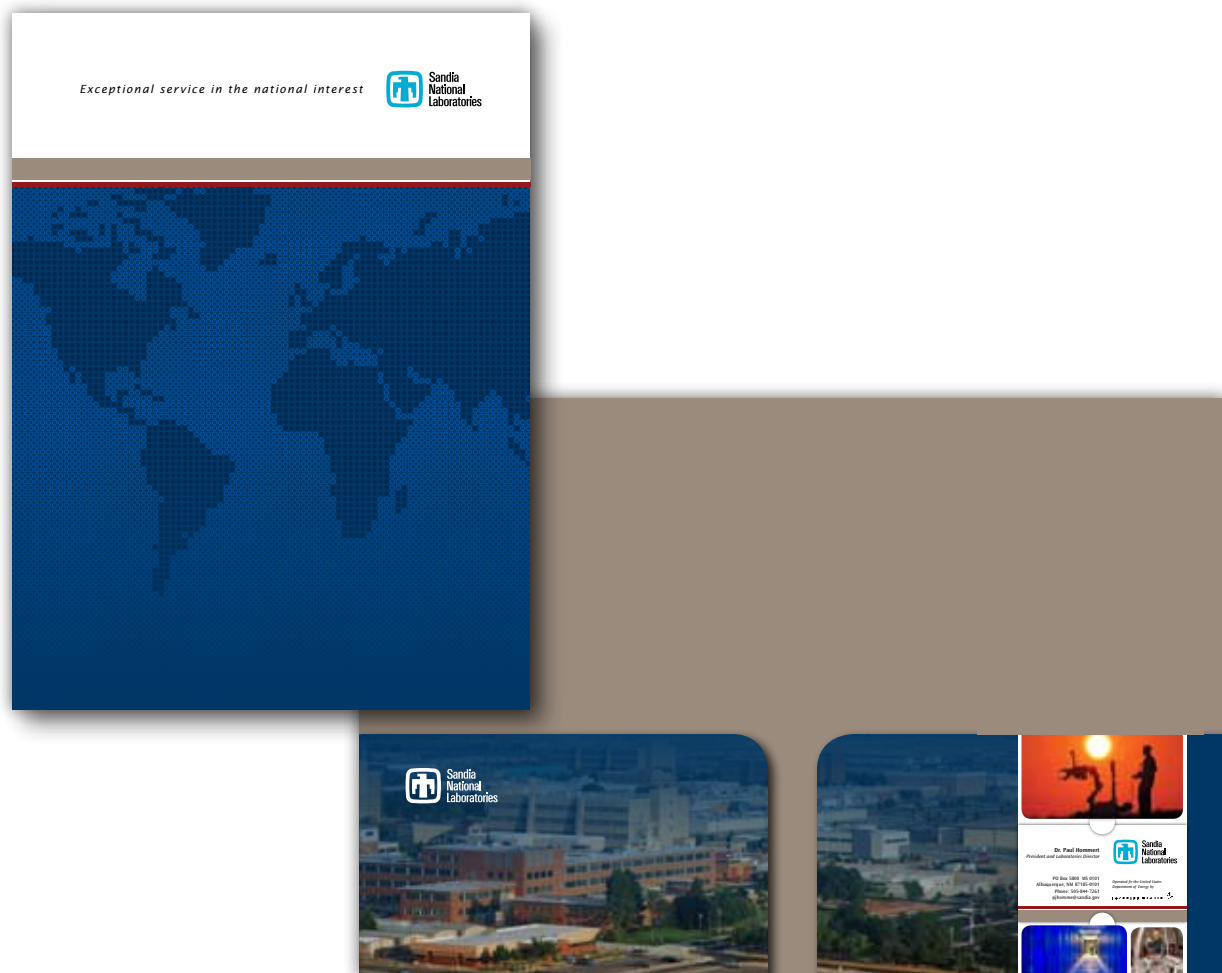 Exceptional service in the national interest
Sandia
National
Laboratories
Sandia
National
Laboratories
Dr. Paul Hommert
President and Laboratories Director
PO Box 5800 MS 0101
Albuquerque, NM 87185-0101
Phone: 505-844-7261
pjhomme@sandia.gov
Sandia
National
Laboratories
Operated for the United States
Department of Energy by